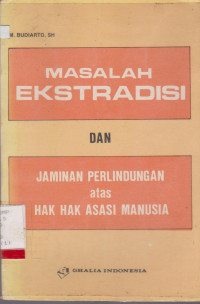 M. BUDIARTO, SH
MASALAH
EKSTRADISI
DAN
JAMINAN PERLINDUNGAN
atas
HAK HAK ASASI MANUSIA
GHALIA INDONESIA